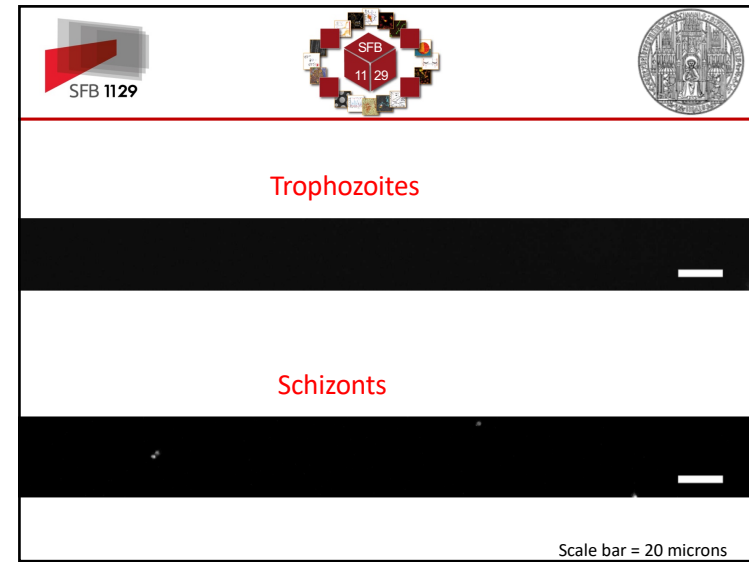 SFB 1129
SFB
11 29
Trophozoites
Schizonts
Scale bar = 20 microns